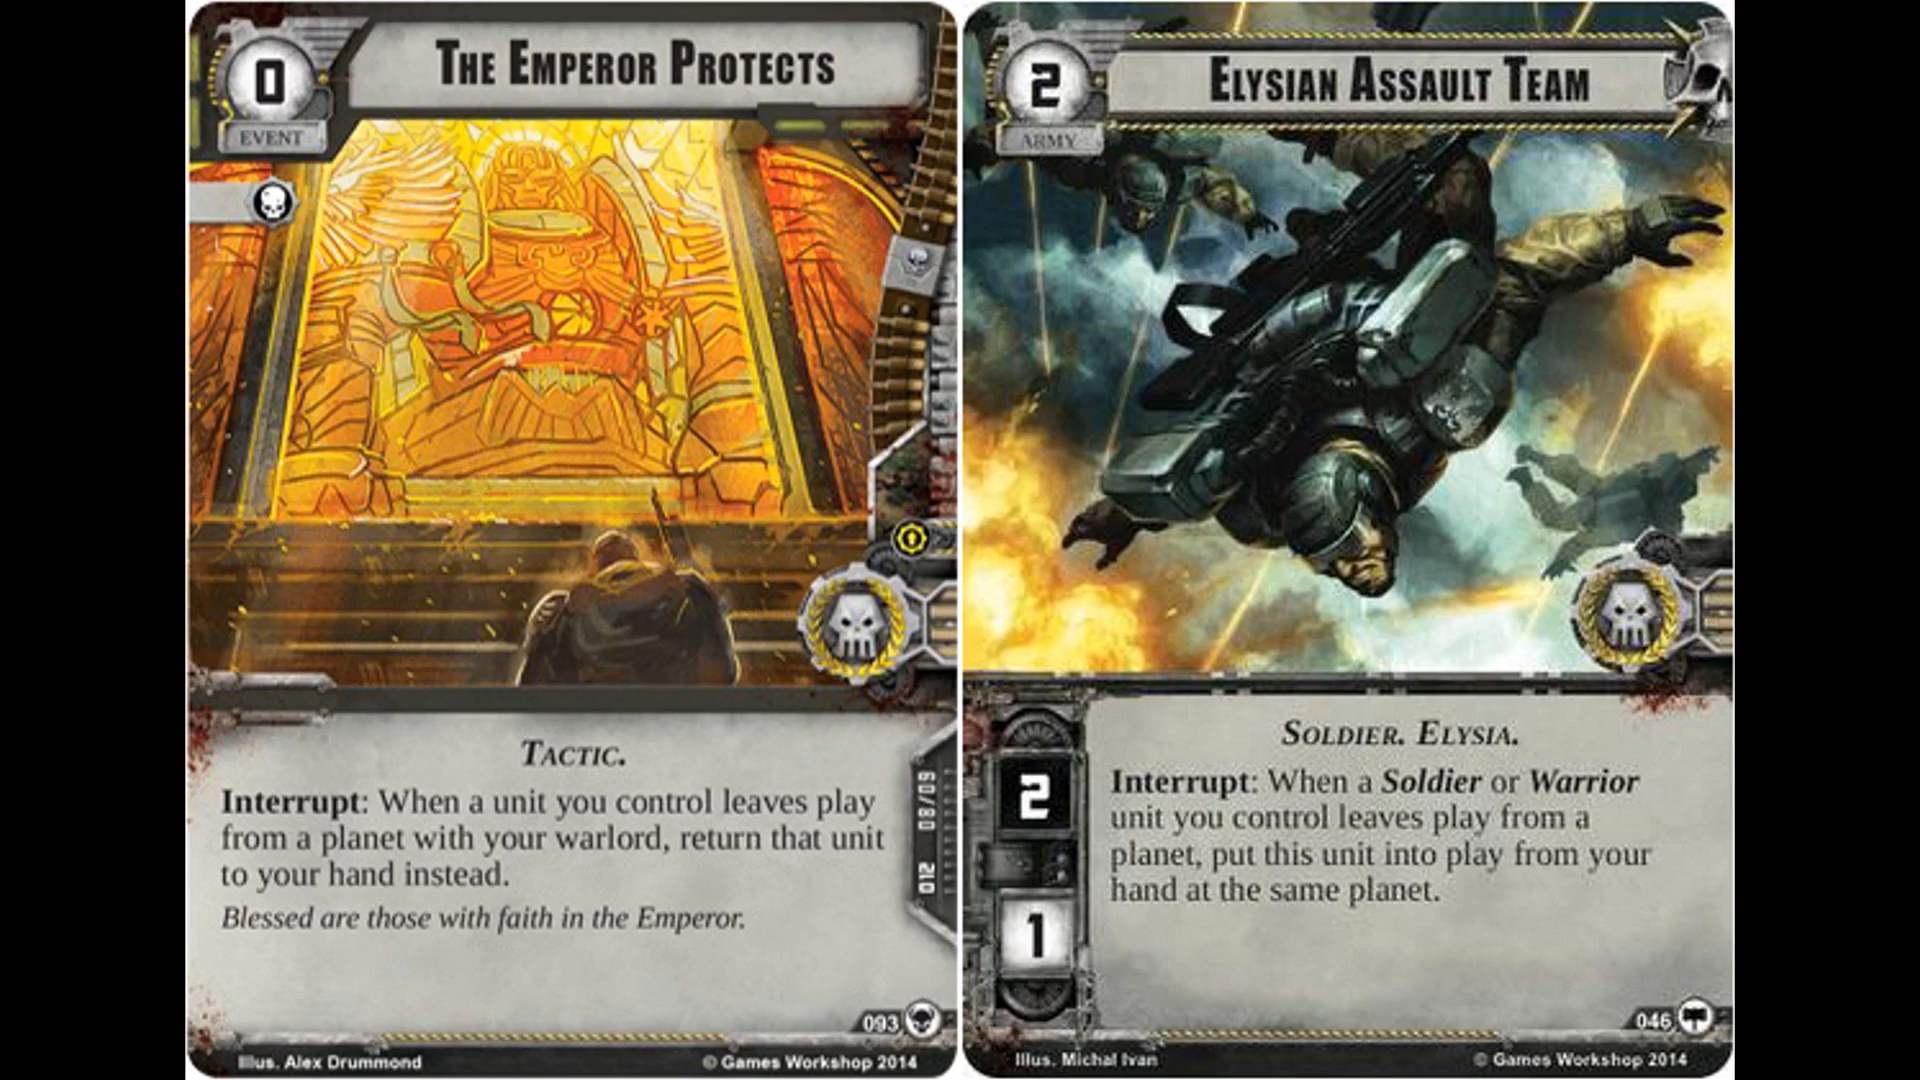 0
THE EMPEROR PROTECTS
EVENT
TACTIC.
Interrupt: When a unit you control leaves play
from a planet with your warlord, return that unit
to your hand instead.
Blessed are those with faith in the Emperor.
012 08/09
093
Illus. Alex Drummond
© Games Workshop 2014
2
ELYSIAN ASSAULT TEAM
ARMY
SOLDIER. ELYSIA.
Interrupt: When a Soldier or Warrior
unit you control leaves play from a
planet, put this unit into play from your
hand at the same planet.
2
1
046
Illus. Michal Ivan
© Games Workshop 2014